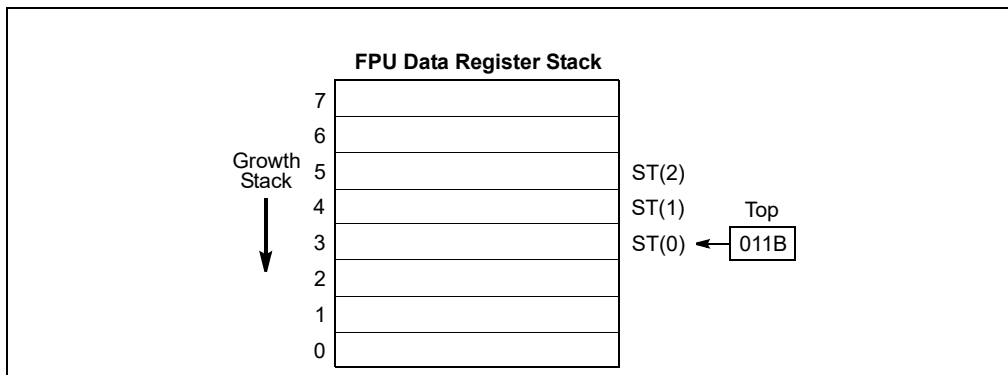 FPU Data Register Stack
7
6
Growth
Stack
5
ST(2)
4
ST(1)
Top
3
ST(0)
011B
2
1
0